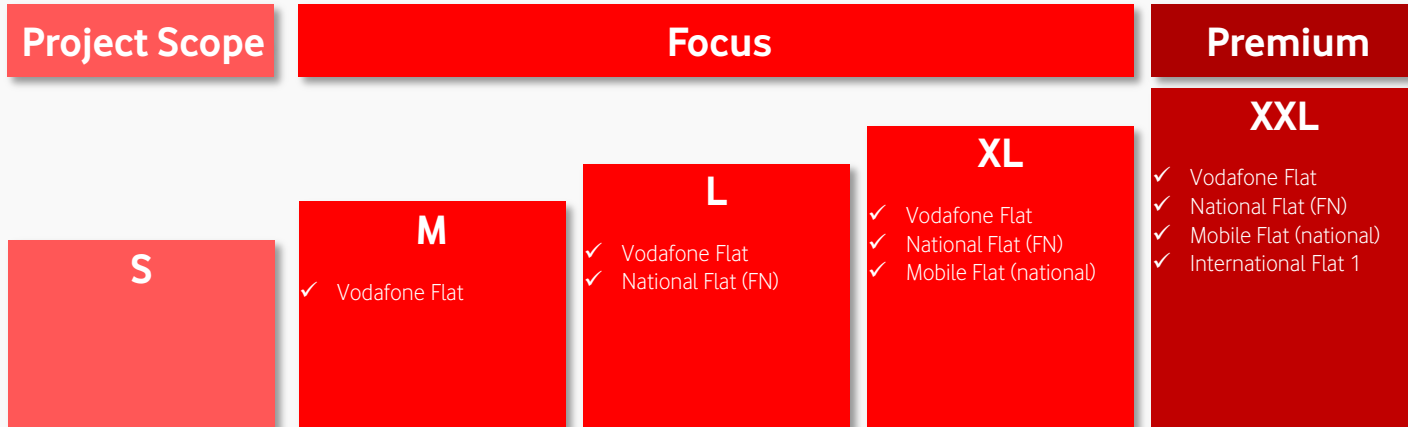 Project Scope
Focus
Premium
S
M
✓ Vodafone Flat
L
✓ Vodafone Flat
✓ National Flat (FN)
XL
✓ Vodafone Flat
✓ National Flat (FN)
✓ Mobile Flat (national)
XXL
✓ Vodafone Flat
✓ National Flat (FN)
✓ Mobile Flat (national)
✓ International Flat 1